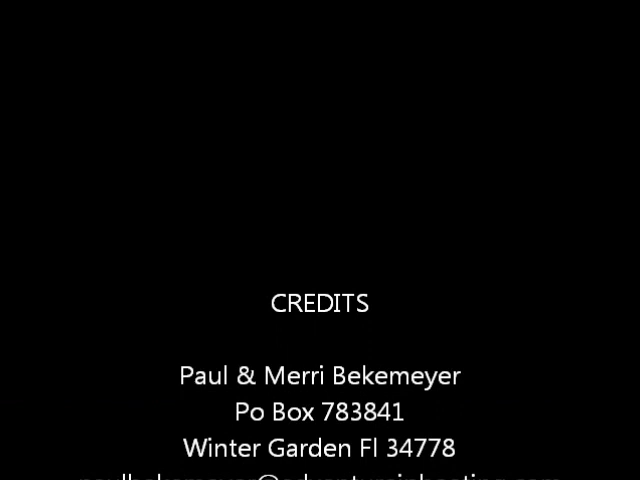 CREDITS
Paul & Merri Bekemeyer
Po Box 783841
Winter Garden Fl 34778